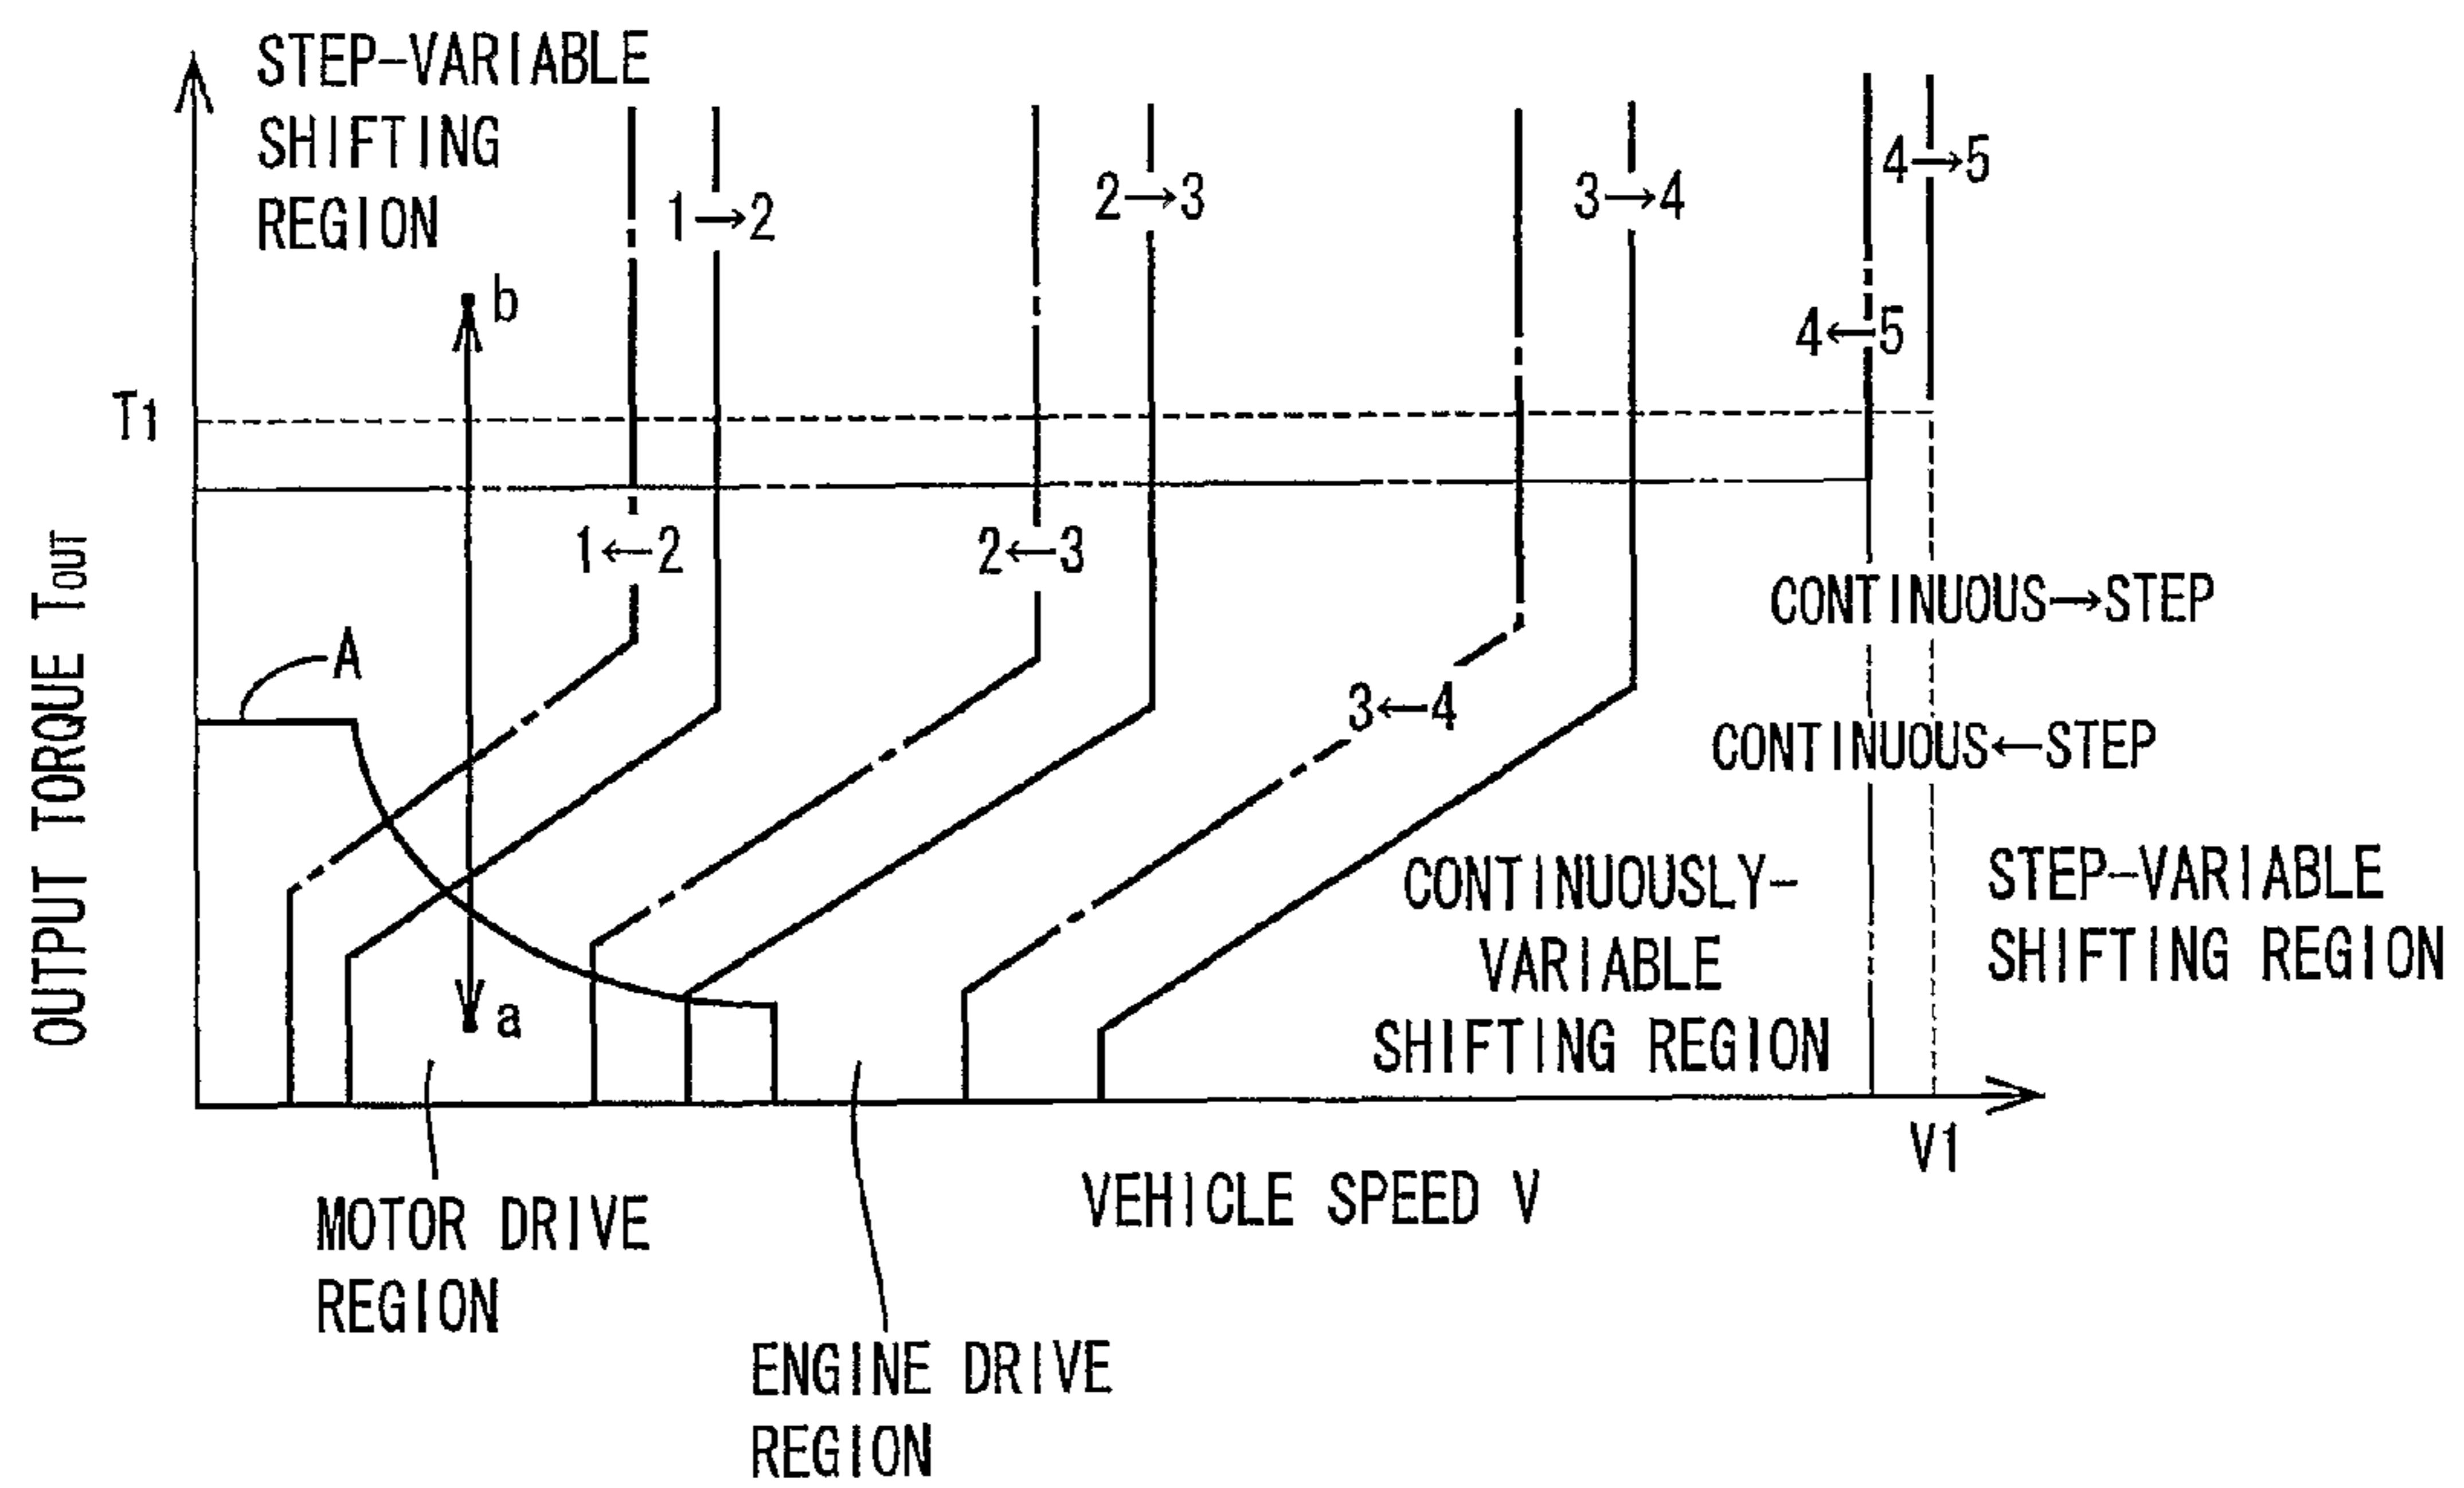 STEP-VARIABLE
SHIFTING
REGION
1→2
2→3
3→4
4→5
4←5
b
T1
1←2
2←3
3←4
CONTINUOUS→STEP
CONTINUOUS←STEP
A
OUTPUT TORQUE TOUT
CONTINUOUSLY-
VARIABLE
SHIFTING REGION
STEP-VARIABLE
SHIFTING REGION
a
V1
VEHICLE SPEED V
MOTOR DRIVE
REGION
ENGINE DRIVE
REGION